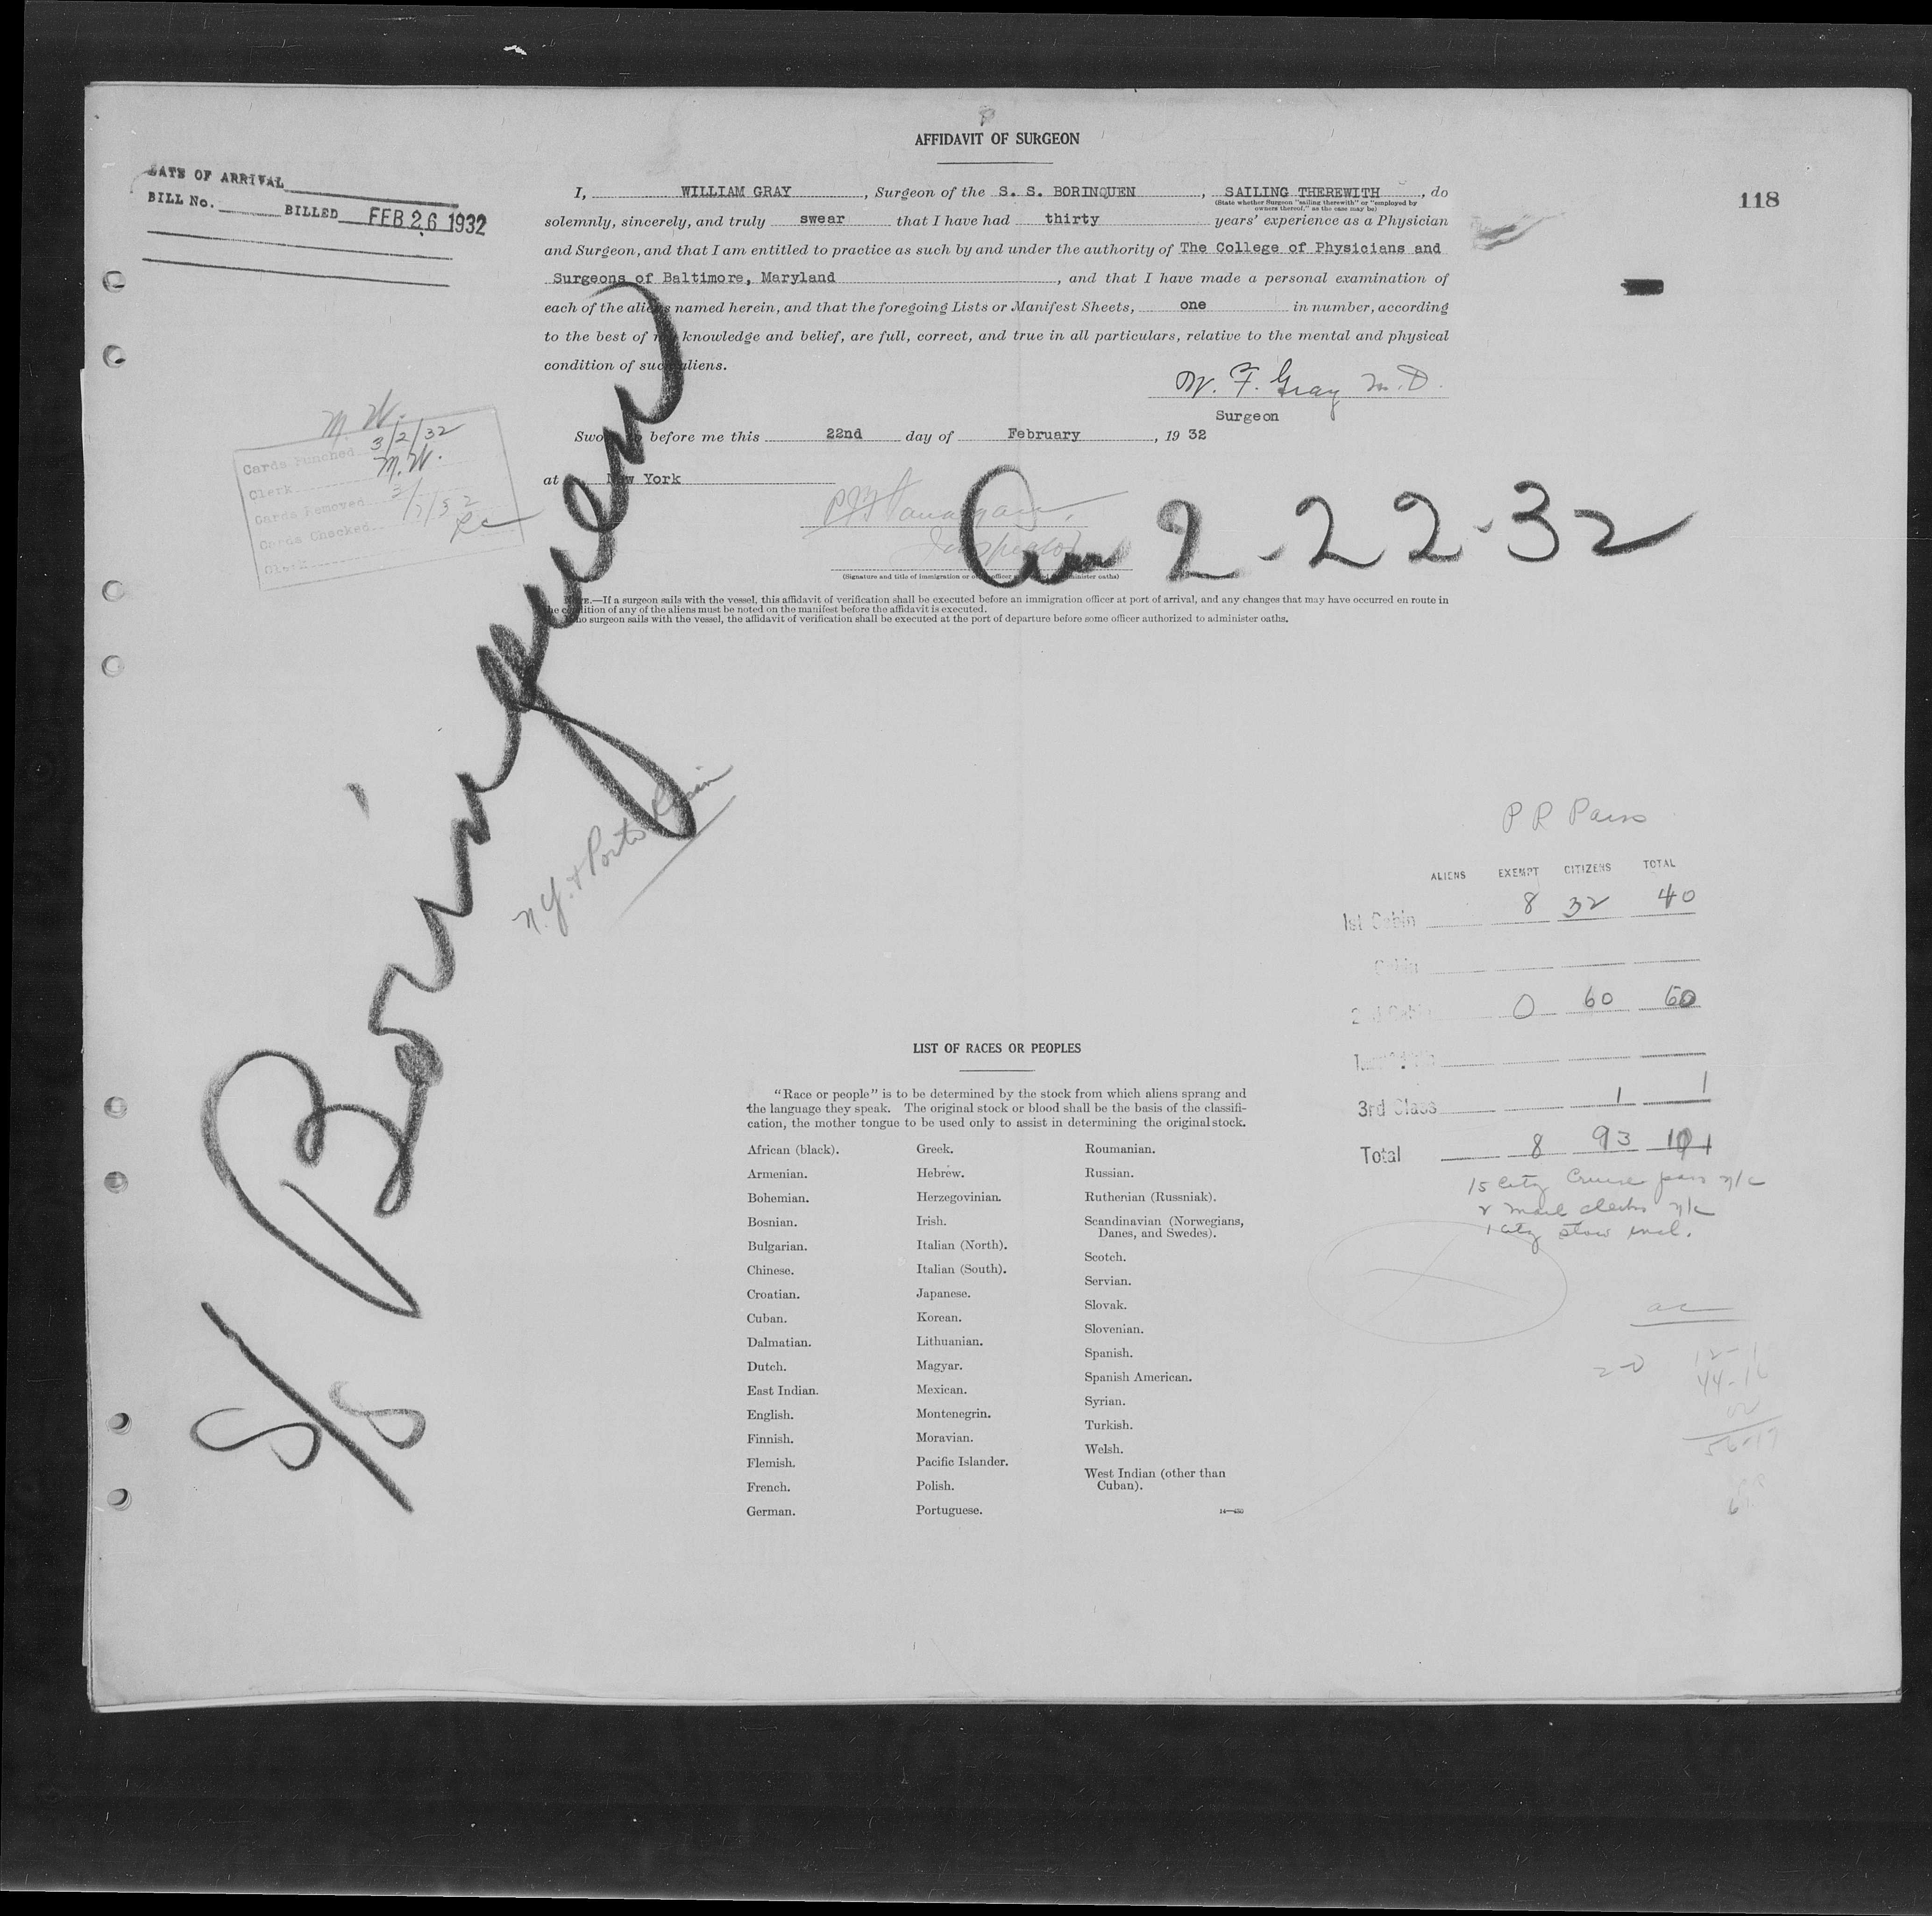 AFFIDAVIT OF SURGEON
DATE OF ARRIVAL
BILL No. BILLED FEB 26 1932
118
I, WILLIAM GRAY, Surgeon of the S. S. BORINQUEN, SAILING THEREWITH, do
(State whether Surgeon "sailing therewith" or "employed by
owners thereof," as the case may be)
solemnly, sincerely, and truly swear that I have had thirty years' experience as a Physician
and Surgeon, and that I am entitled to practice as such by and under the authority of The College of Physicians and
Surgeons of Baltimore, Maryland, and that I have made a personal examination of
each of the aliens named herein, and that the foregoing Lists or Manifest Sheets, one in number, according
to the best of my knowledge and belief, are full, correct, and true in all particulars, relative to the mental and physical
condition of such aliens.
W. F. Gray M. D.
Surgeon
Sworn to before me this 22nd day of February, 1932
at New York
Inspector
(Signature and title of immigration or other officer authorized to administer oaths)
M. W.
Cards Punched 3/2/32
Clerk M. W.
Cards Removed
Cards Checked
Clerk
2-22-32
NOTE.—If a surgeon sails with the vessel, this affidavit of verification shall be executed before an immigration officer at port of arrival, and any changes that may have occurred en route in
the condition of any of the aliens must be noted on the manifest before the affidavit is executed.
If no surgeon sails with the vessel, the affidavit of verification shall be executed at the port of departure before some officer authorized to administer oaths.
S/S Borinquen
N.Y. & Porto Rican
P R Pass
ALIENS EXEMPT CITIZENS TOTAL
1st Cabin 8 32 40
Cabin
2nd Cabin 0 60 60
3rd Class 1 1
Total 8 93 101
15 City Cruise pass n/c
2 mail clerks n/c
1 city stow incl.
LIST OF RACES OR PEOPLES
"Race or people" is to be determined by the stock from which aliens sprang and
the language they speak. The original stock or blood shall be the basis of the classifi-
cation, the mother tongue to be used only to assist in determining the original stock.
African (black).
Armenian.
Bohemian.
Bosnian.
Bulgarian.
Chinese.
Croatian.
Cuban.
Dalmatian.
Dutch.
East Indian.
English.
Finnish.
Flemish.
French.
German.
Greek.
Hebrew.
Herzegovinian.
Irish.
Italian (North).
Italian (South).
Japanese.
Korean.
Lithuanian.
Magyar.
Mexican.
Montenegrin.
Moravian.
Pacific Islander.
Polish.
Portuguese.
Roumanian.
Russian.
Ruthenian (Russniak).
Scandinavian (Norwegians,
Danes, and Swedes).
Scotch.
Servian.
Slovak.
Slovenian.
Spanish.
Spanish American.
Syrian.
Turkish.
Welsh.
West Indian (other than
Cuban).